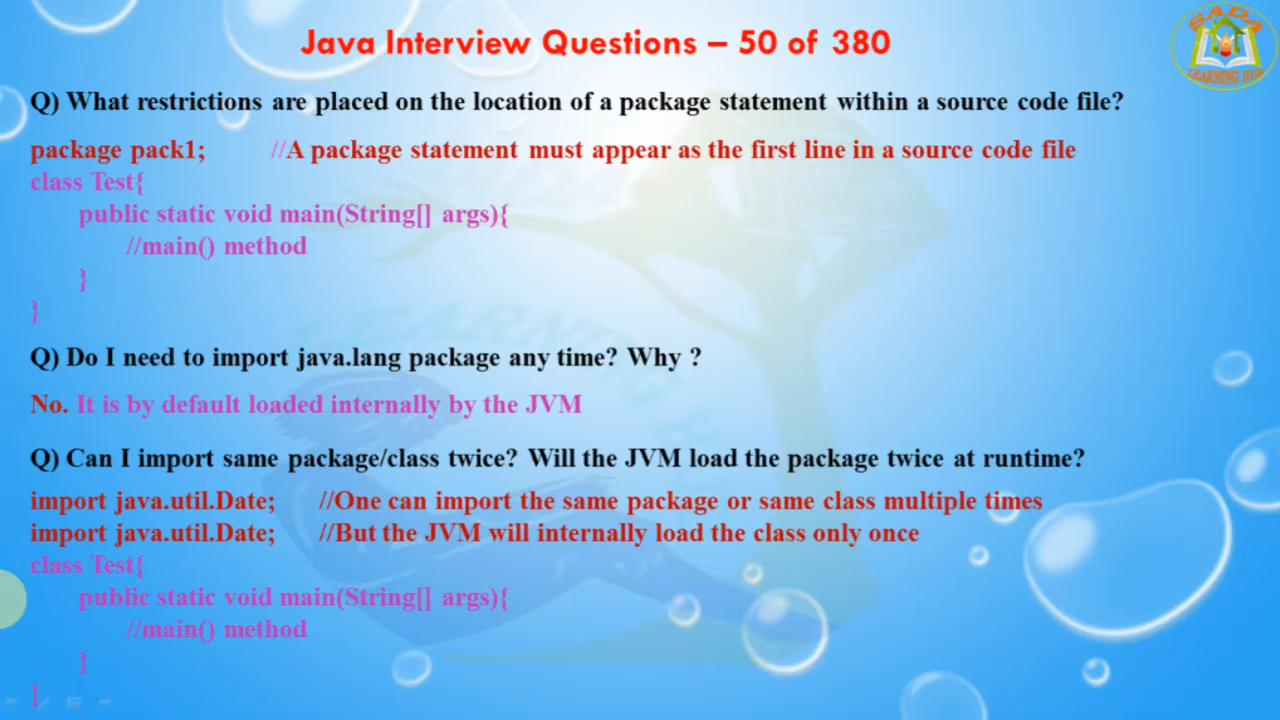 Java Interview Questions – 50 of 380
SADA
LEARNING HUB
Q) What restrictions are placed on the location of a package statement within a source code file?
package pack1; //A package statement must appear as the first line in a source code file
class Test{
public static void main(String[] args){
//main() method
}
}
Q) Do I need to import java.lang package any time? Why ?
No. It is by default loaded internally by the JVM
Q) Can I import same package/class twice? Will the JVM load the package twice at runtime?
import java.util.Date; //One can import the same package or same class multiple times
import java.util.Date; //But the JVM will internally load the class only once
class Test{
public static void main(String[] args){
//main() method
}
}